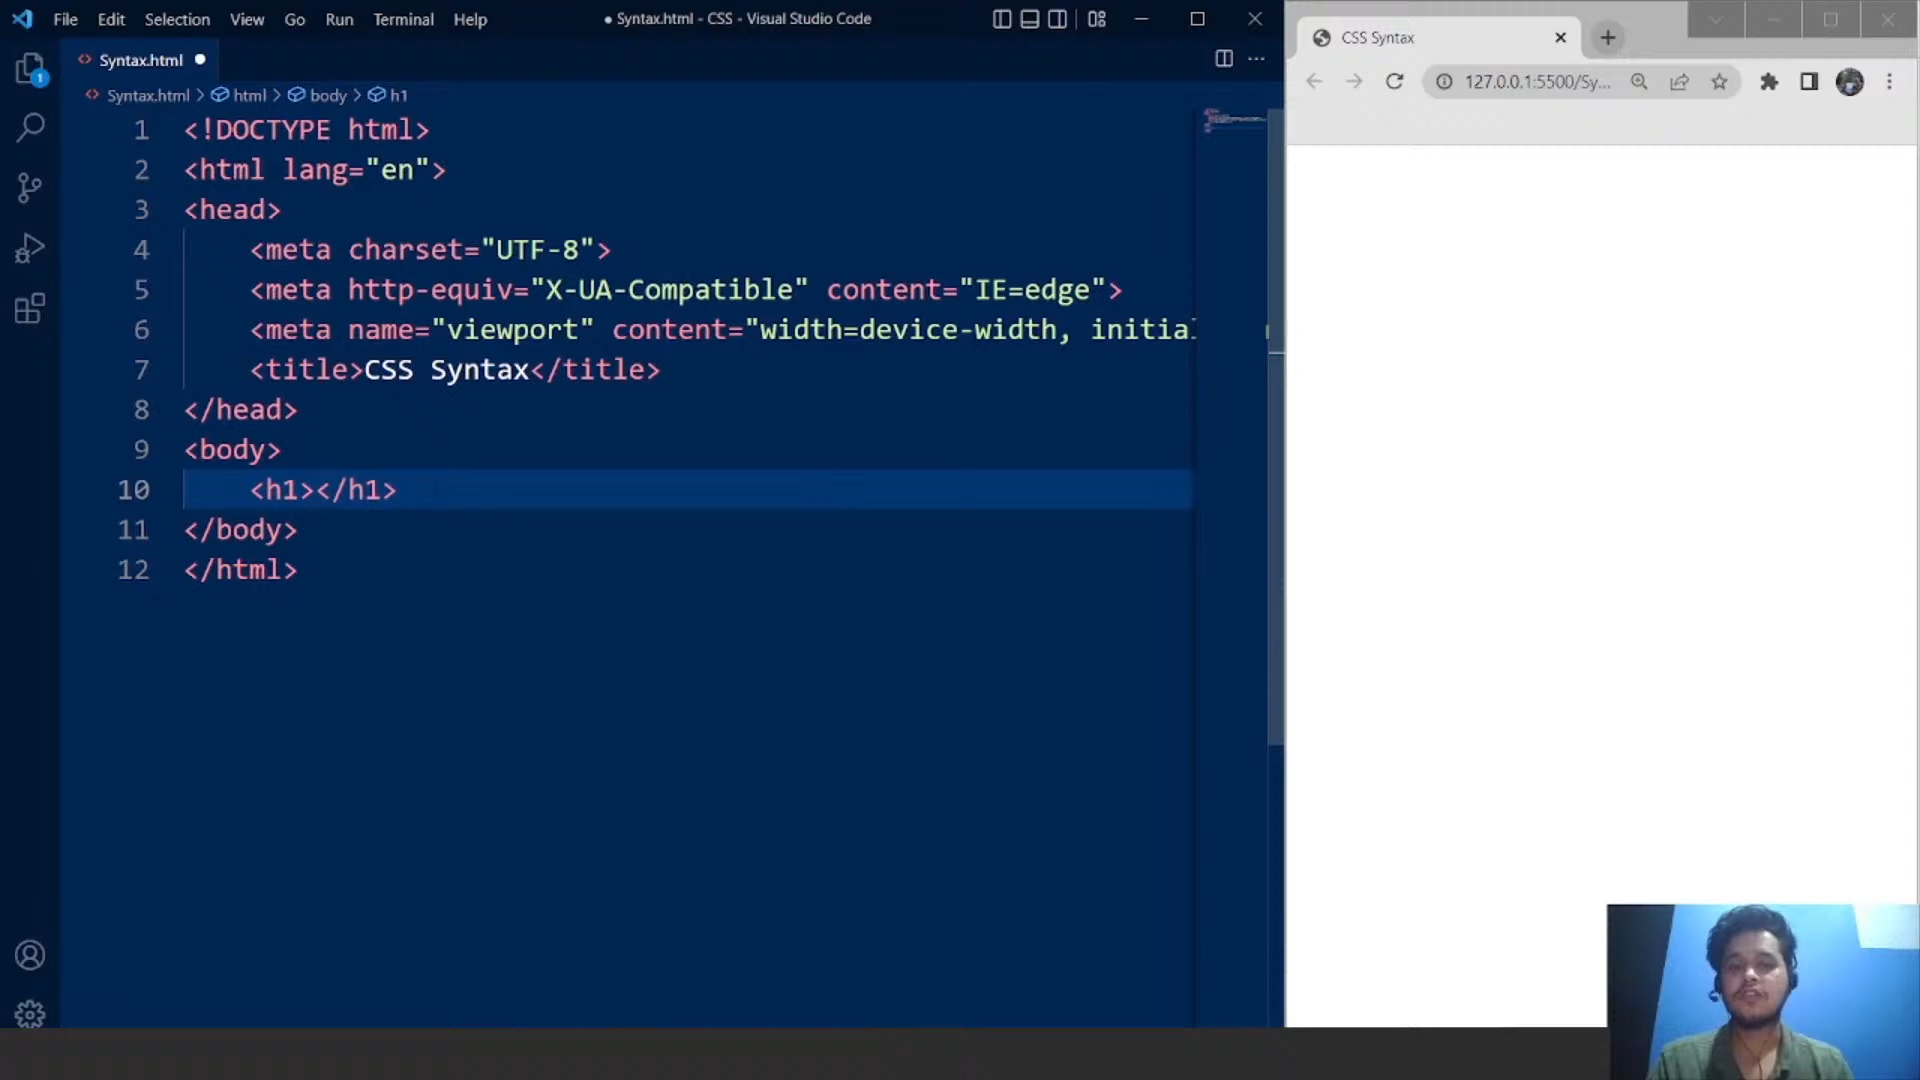 File Edit Selection View Go Run Terminal Help
● Syntax.html - CSS - Visual Studio Code
CSS Syntax
Syntax.html
127.0.0.1:5500/Sy...
1
Syntax.html > html > body > h1
1 <!DOCTYPE html>
2 <html lang="en">
3 <head>
4 <meta charset="UTF-8">
5 <meta http-equiv="X-UA-Compatible" content="IE=edge">
6 <meta name="viewport" content="width=device-width, initial
7 <title>CSS Syntax</title>
8 </head>
9 <body>
10 <h1></h1>
11 </body>
12 </html>